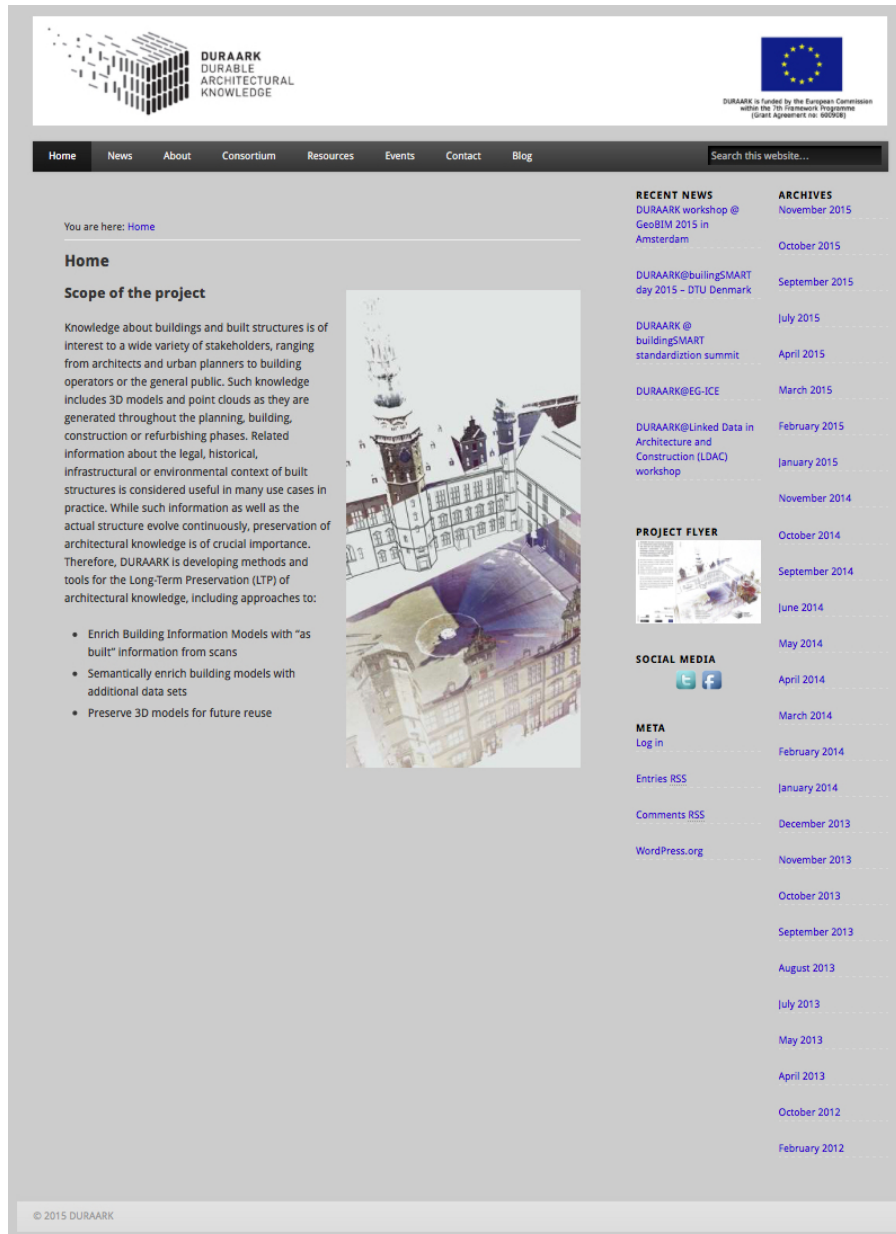 DURAARK
DURABLE
ARCHITECTURAL
KNOWLEDGE
DURAARK is funded by the European Commission
within the 7th Framework Programme
(Grant Agreement no: 600908)
Home News About Consortium Resources Events Contact Blog
Search this website...
You are here: Home
Home
Scope of the project
Knowledge about buildings and built structures is of
interest to a wide variety of stakeholders, ranging
from architects and urban planners to building
operators or the general public. Such knowledge
includes 3D models and point clouds as they are
generated throughout the planning, building,
construction or refurbishing phases. Related
information about the legal, historical,
infrastructural or environmental context of built
structures is considered useful in many use cases in
practice. While such information as well as the
actual structure evolve continuously, preservation of
architectural knowledge is of crucial importance.
Therefore, DURAARK is developing methods and
tools for the Long-Term Preservation (LTP) of
architectural knowledge, including approaches to:
Enrich Building Information Models with “as
built” information from scans
Semantically enrich building models with
additional data sets
Preserve 3D models for future reuse
RECENT NEWS
DURAARK workshop @
GeoBIM 2015 in
Amsterdam
DURAARK@builingSMART
day 2015 – DTU Denmark
DURAARK @
buildingSMART
standardiztion summit
DURAARK@EG-ICE
DURAARK@Linked Data in
Architecture and
Construction (LDAC)
workshop
PROJECT FLYER
SOCIAL MEDIA
META
Log in
Entries RSS
Comments RSS
WordPress.org
ARCHIVES
November 2015
October 2015
September 2015
July 2015
April 2015
March 2015
February 2015
January 2015
November 2014
October 2014
September 2014
June 2014
May 2014
April 2014
March 2014
February 2014
January 2014
December 2013
November 2013
October 2013
September 2013
August 2013
July 2013
May 2013
April 2013
October 2012
February 2012
© 2015 DURAARK